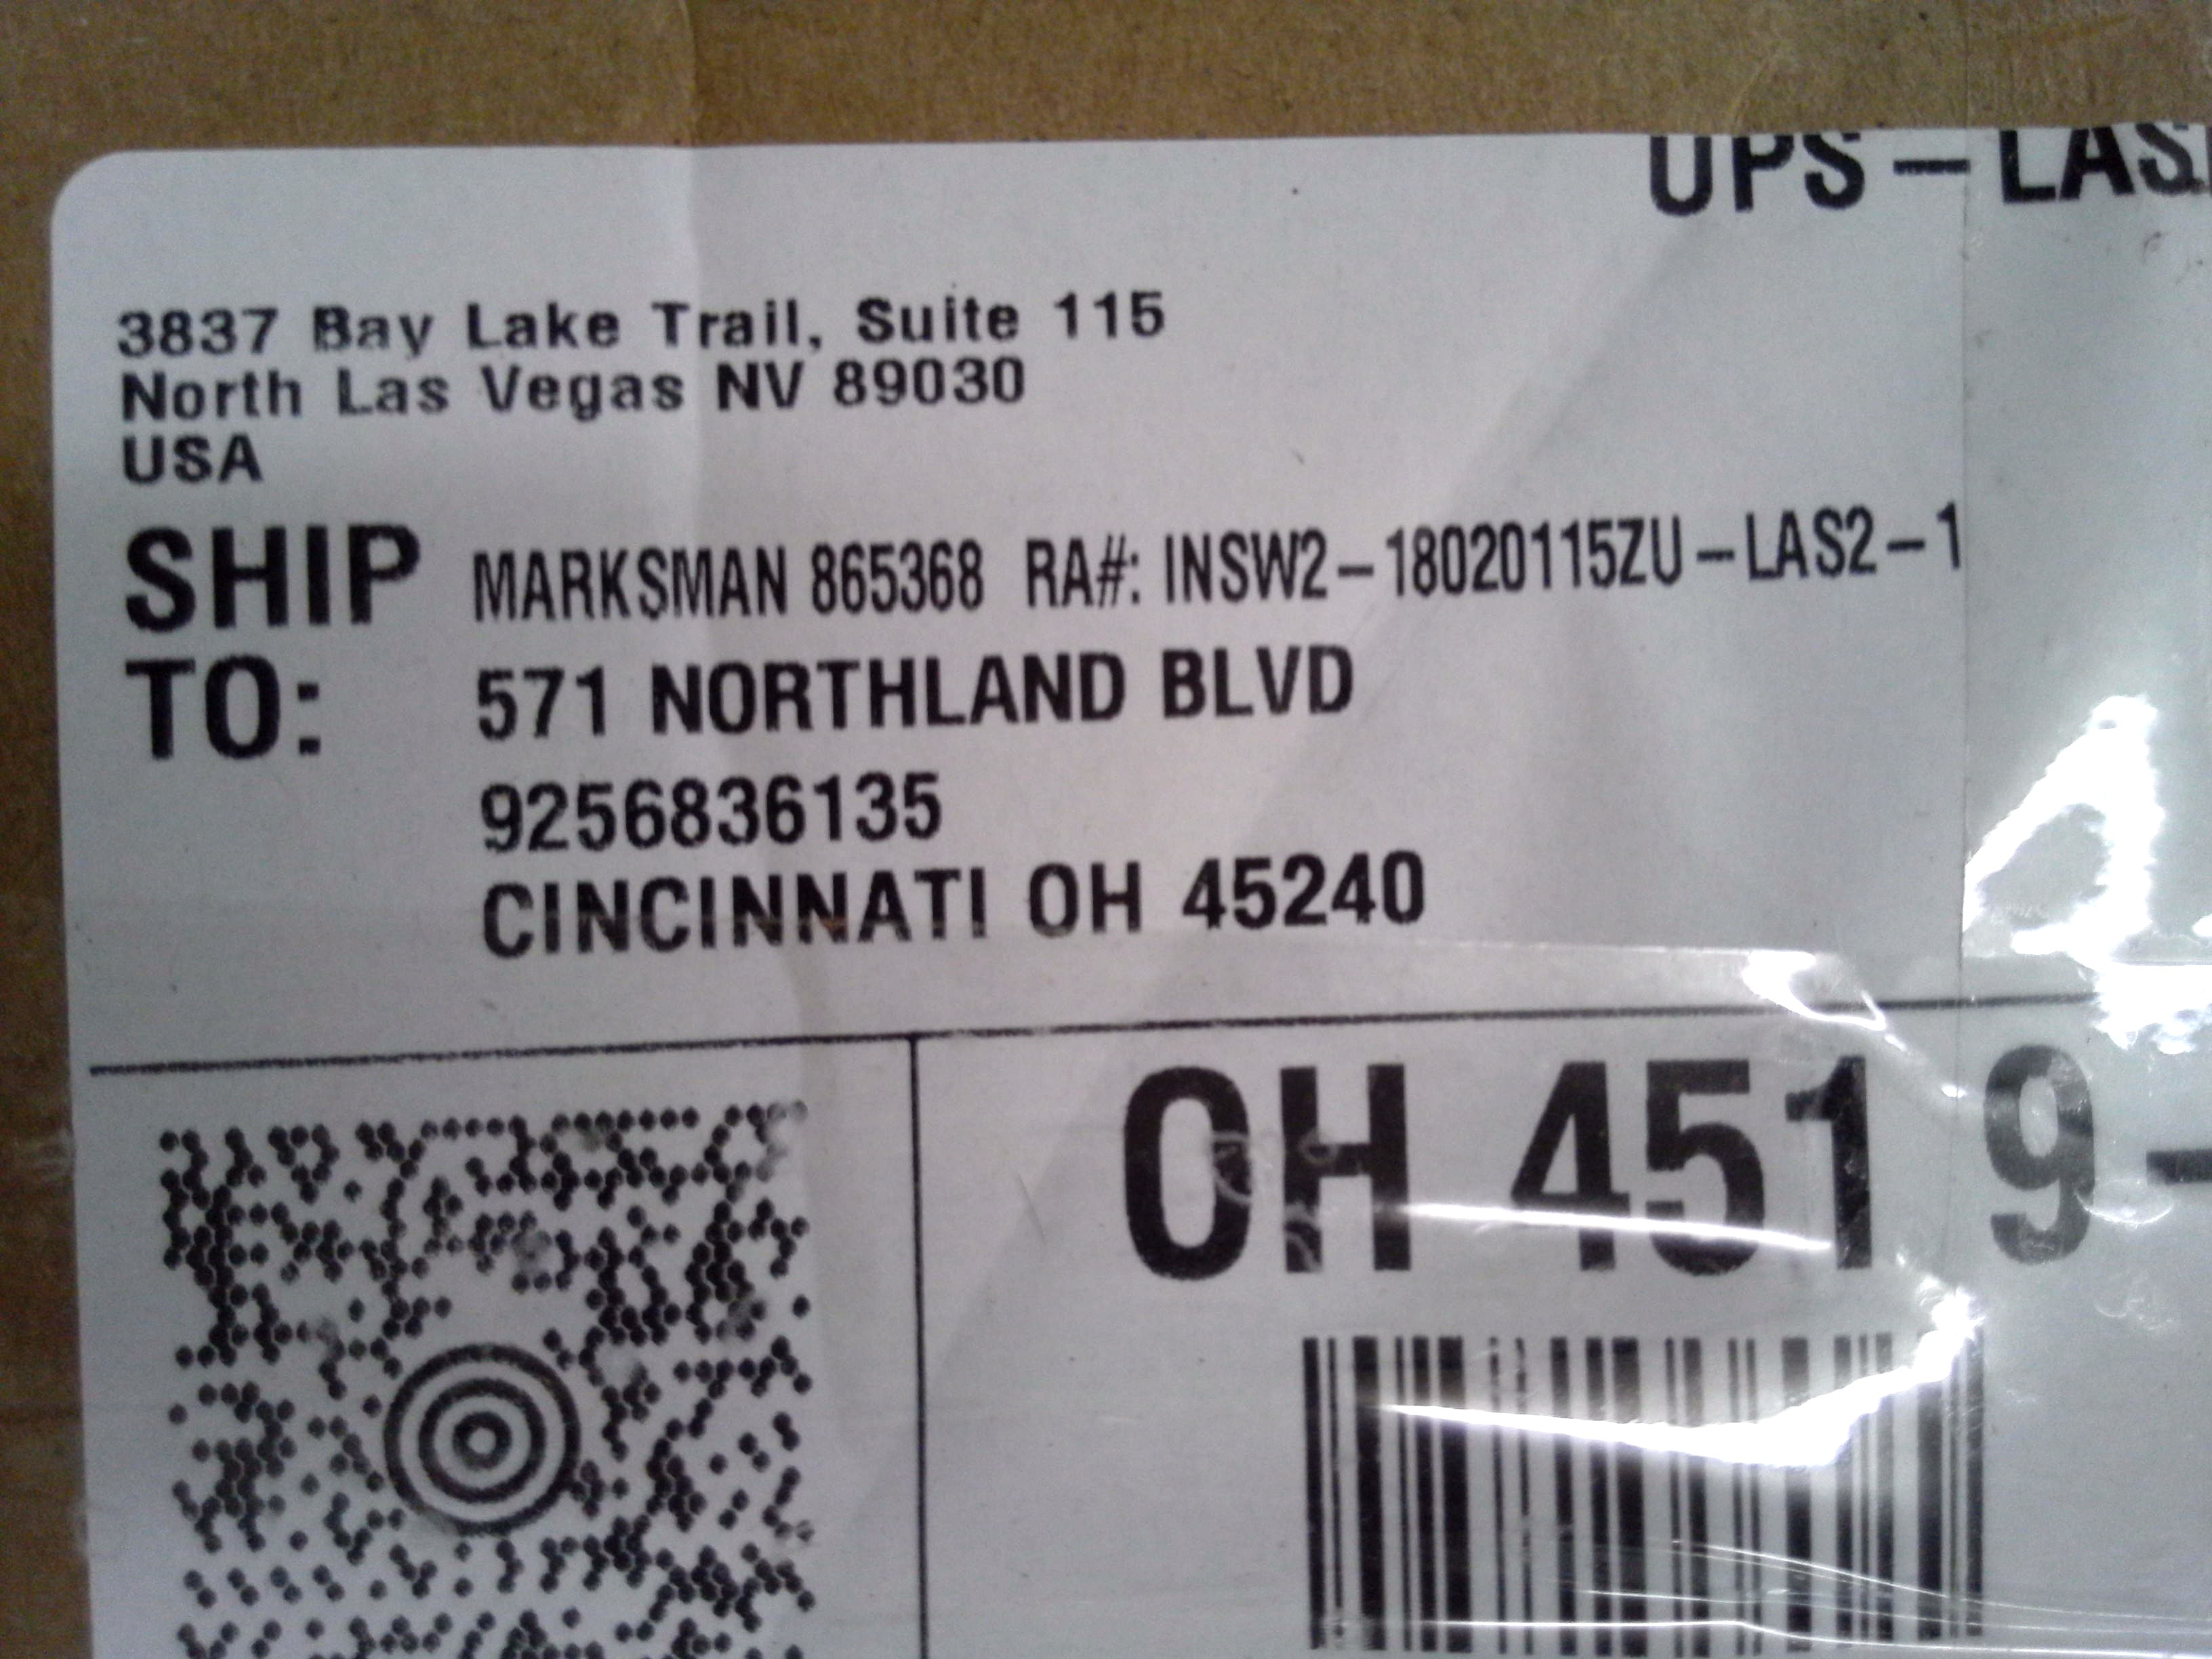 UPS – LAS
3837 Bay Lake Trail, Suite 115
North Las Vegas NV 89030
USA
SHIP TO:
MARKSMAN 865368 RA#: INSW2–18020115ZU–LAS2–1
571 NORTHLAND BLVD
9256836135
CINCINNATI OH 45240
OH 451 9–